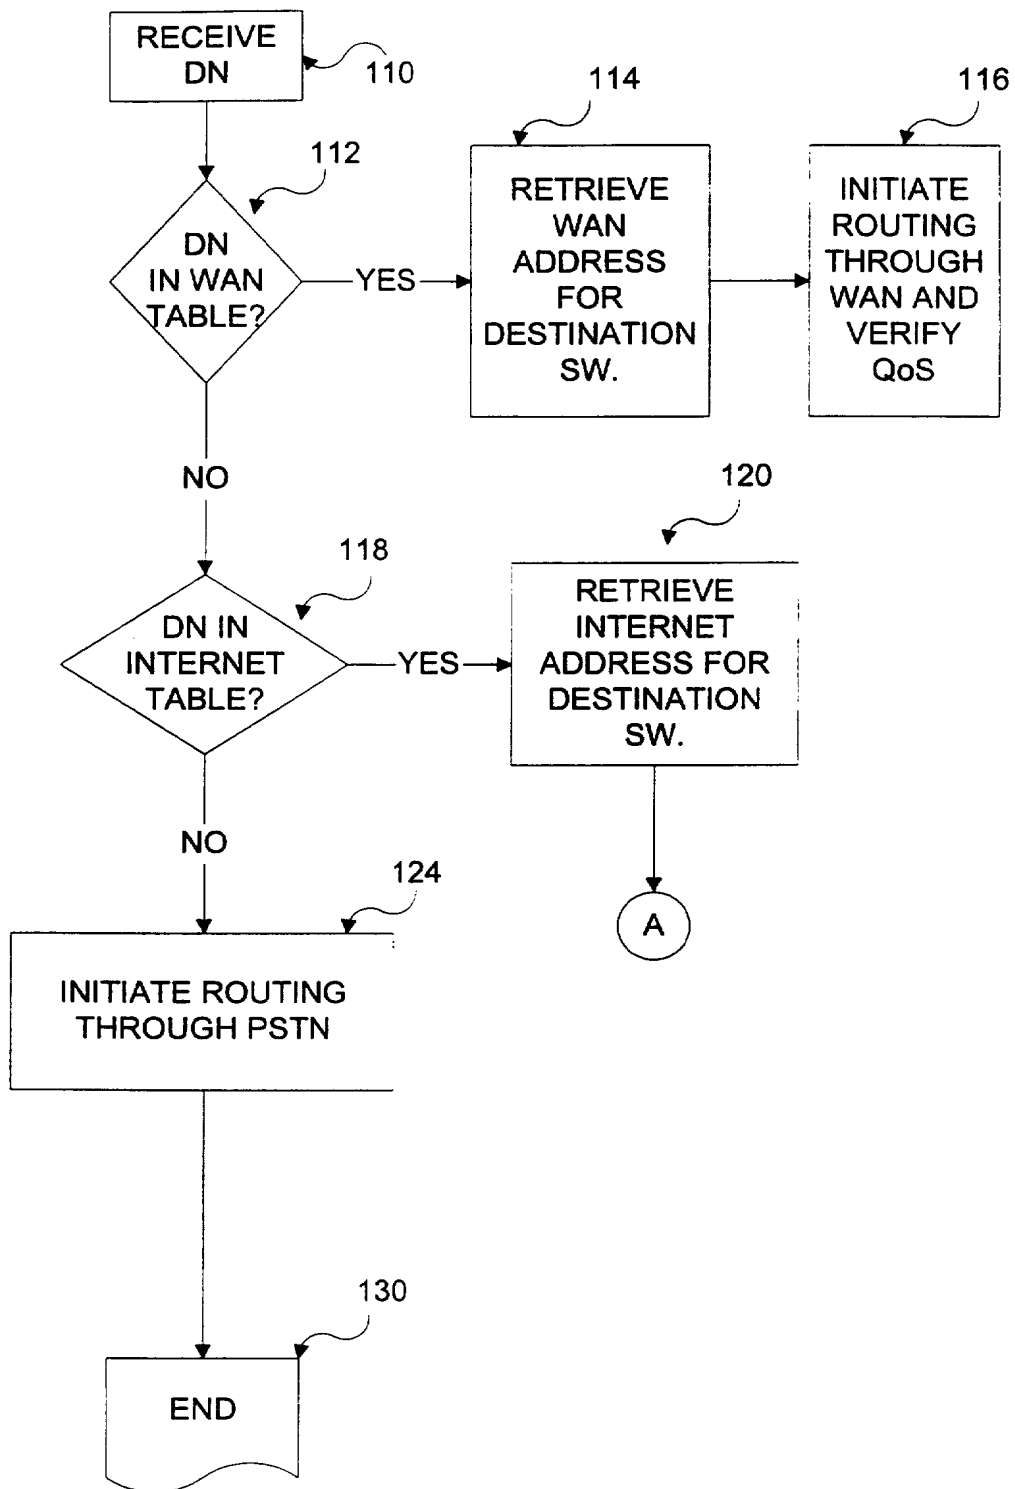 RECEIVE
DN
110
112
DN
IN WAN
TABLE?
YES
114
RETRIEVE
WAN
ADDRESS
FOR
DESTINATION
SW.
116
INITIATE
ROUTING
THROUGH
WAN AND
VERIFY
QoS
NO
118
DN IN
INTERNET
TABLE?
YES
120
RETRIEVE
INTERNET
ADDRESS FOR
DESTINATION
SW.
A
NO
124
INITIATE ROUTING
THROUGH PSTN
130
END